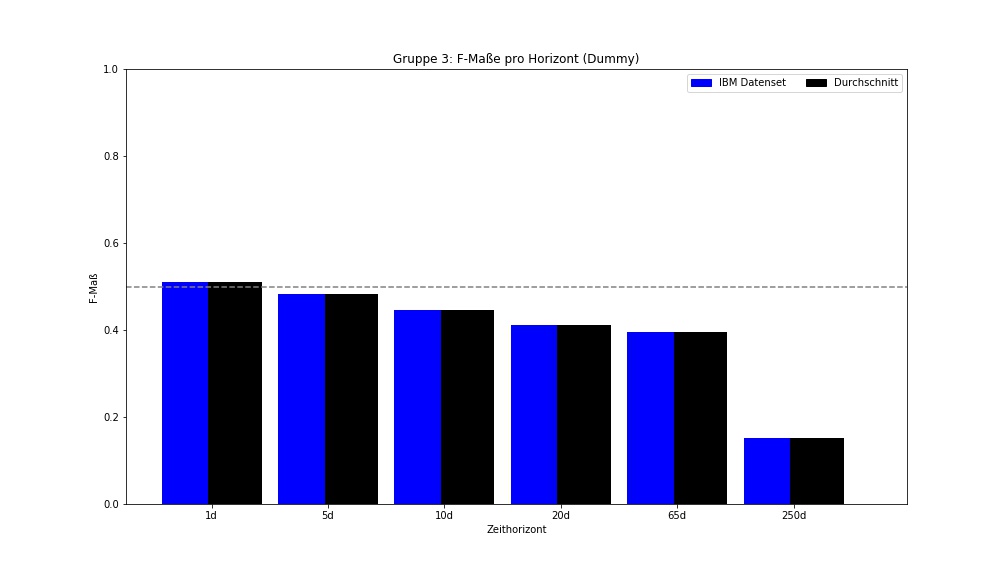 Gruppe 3: F-Maße pro Horizont (Dummy)
IBM Datenset
Durchschnitt
1.0
0.8
0.6
0.4
0.2
0.0
F-Maß
1d
5d
10d
20d
65d
250d
Zeithorizont